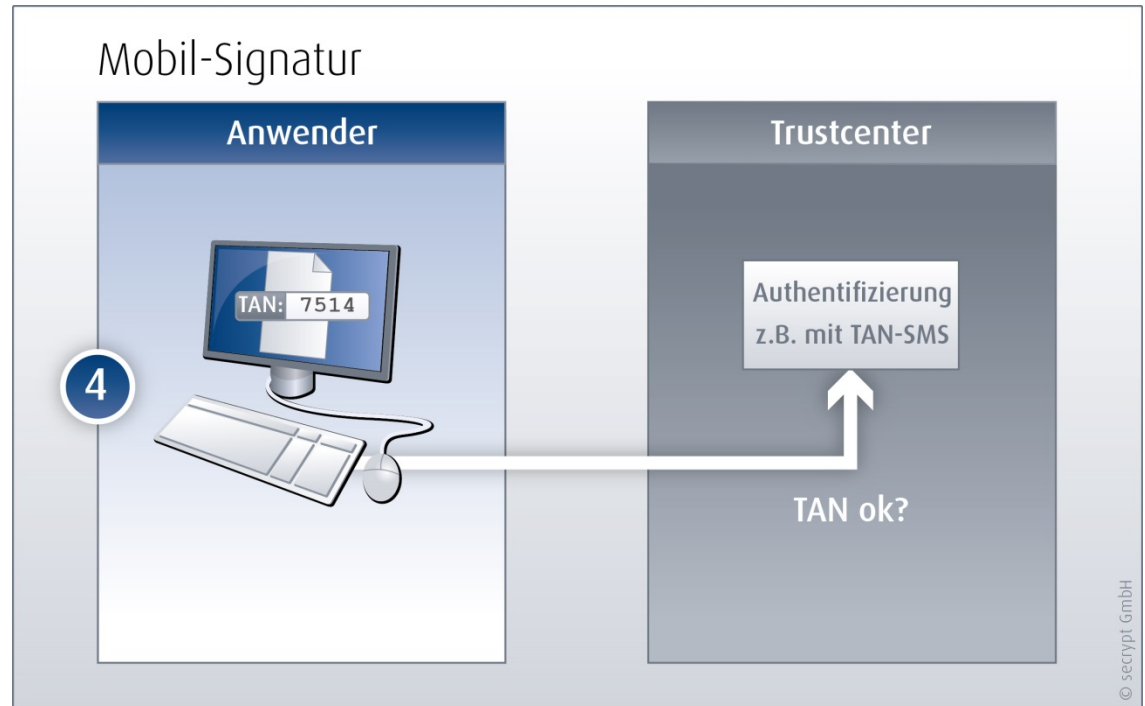 Mobil-Signatur
Anwender
Trustcenter
TAN: 7514
Authentifizierung
z.B. mit TAN-SMS
4
TAN ok?
© secrypt GmbH